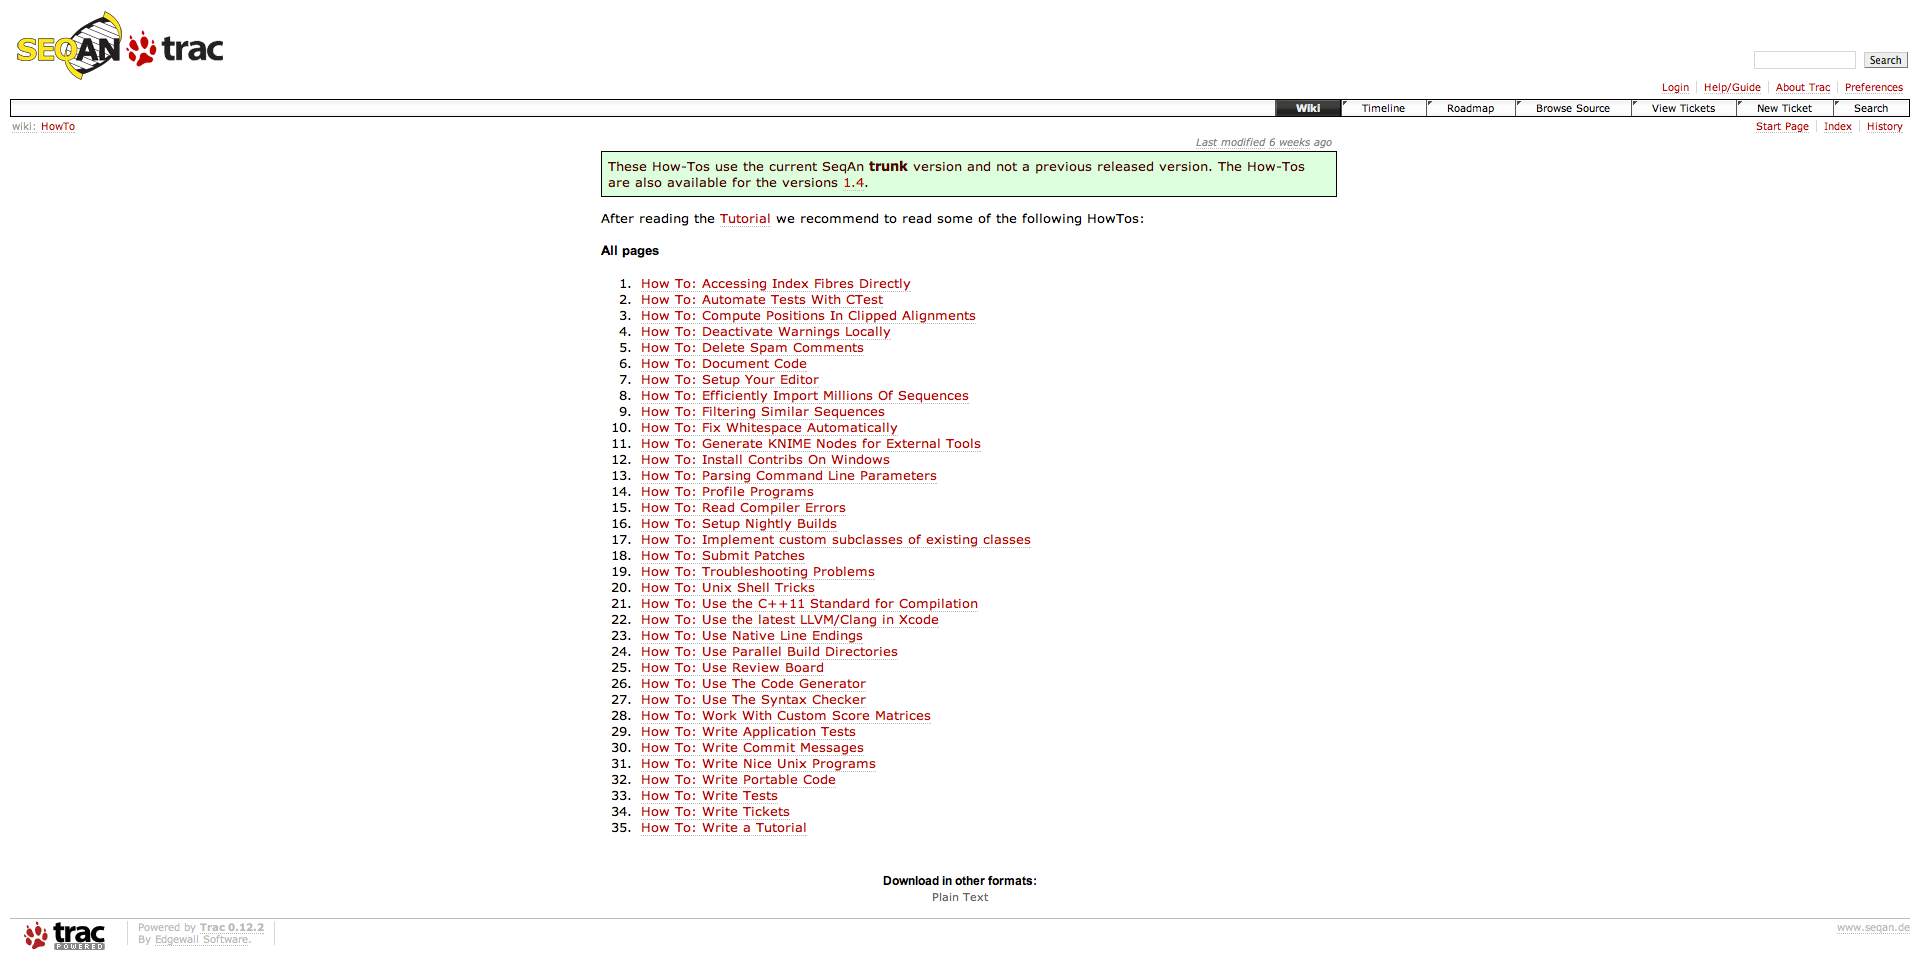 SEQAN trac
Search
Login Help/Guide About Trac Preferences
Wiki Timeline Roadmap Browse Source View Tickets New Ticket Search
wiki: HowTo
Start Page Index History
Last modified 6 weeks ago
These How-Tos use the current SeqAn trunk version and not a previous released version. The How-Tos
are also available for the versions 1.4.
After reading the Tutorial we recommend to read some of the following HowTos:
All pages
1. How To: Accessing Index Fibres Directly
2. How To: Automate Tests With CTest
3. How To: Compute Positions In Clipped Alignments
4. How To: Deactivate Warnings Locally
5. How To: Delete Spam Comments
6. How To: Document Code
7. How To: Setup Your Editor
8. How To: Efficiently Import Millions Of Sequences
9. How To: Filtering Similar Sequences
10. How To: Fix Whitespace Automatically
11. How To: Generate KNIME Nodes for External Tools
12. How To: Install Contribs On Windows
13. How To: Parsing Command Line Parameters
14. How To: Profile Programs
15. How To: Read Compiler Errors
16. How To: Setup Nightly Builds
17. How To: Implement custom subclasses of existing classes
18. How To: Submit Patches
19. How To: Troubleshooting Problems
20. How To: Unix Shell Tricks
21. How To: Use the C++11 Standard for Compilation
22. How To: Use the latest LLVM/Clang in Xcode
23. How To: Use Native Line Endings
24. How To: Use Parallel Build Directories
25. How To: Use Review Board
26. How To: Use The Code Generator
27. How To: Use The Syntax Checker
28. How To: Work With Custom Score Matrices
29. How To: Write Application Tests
30. How To: Write Commit Messages
31. How To: Write Nice Unix Programs
32. How To: Write Portable Code
33. How To: Write Tests
34. How To: Write Tickets
35. How To: Write a Tutorial
Download in other formats:
Plain Text
trac
POWERED
Powered by Trac 0.12.2
By Edgewall Software.
www.seqan.de